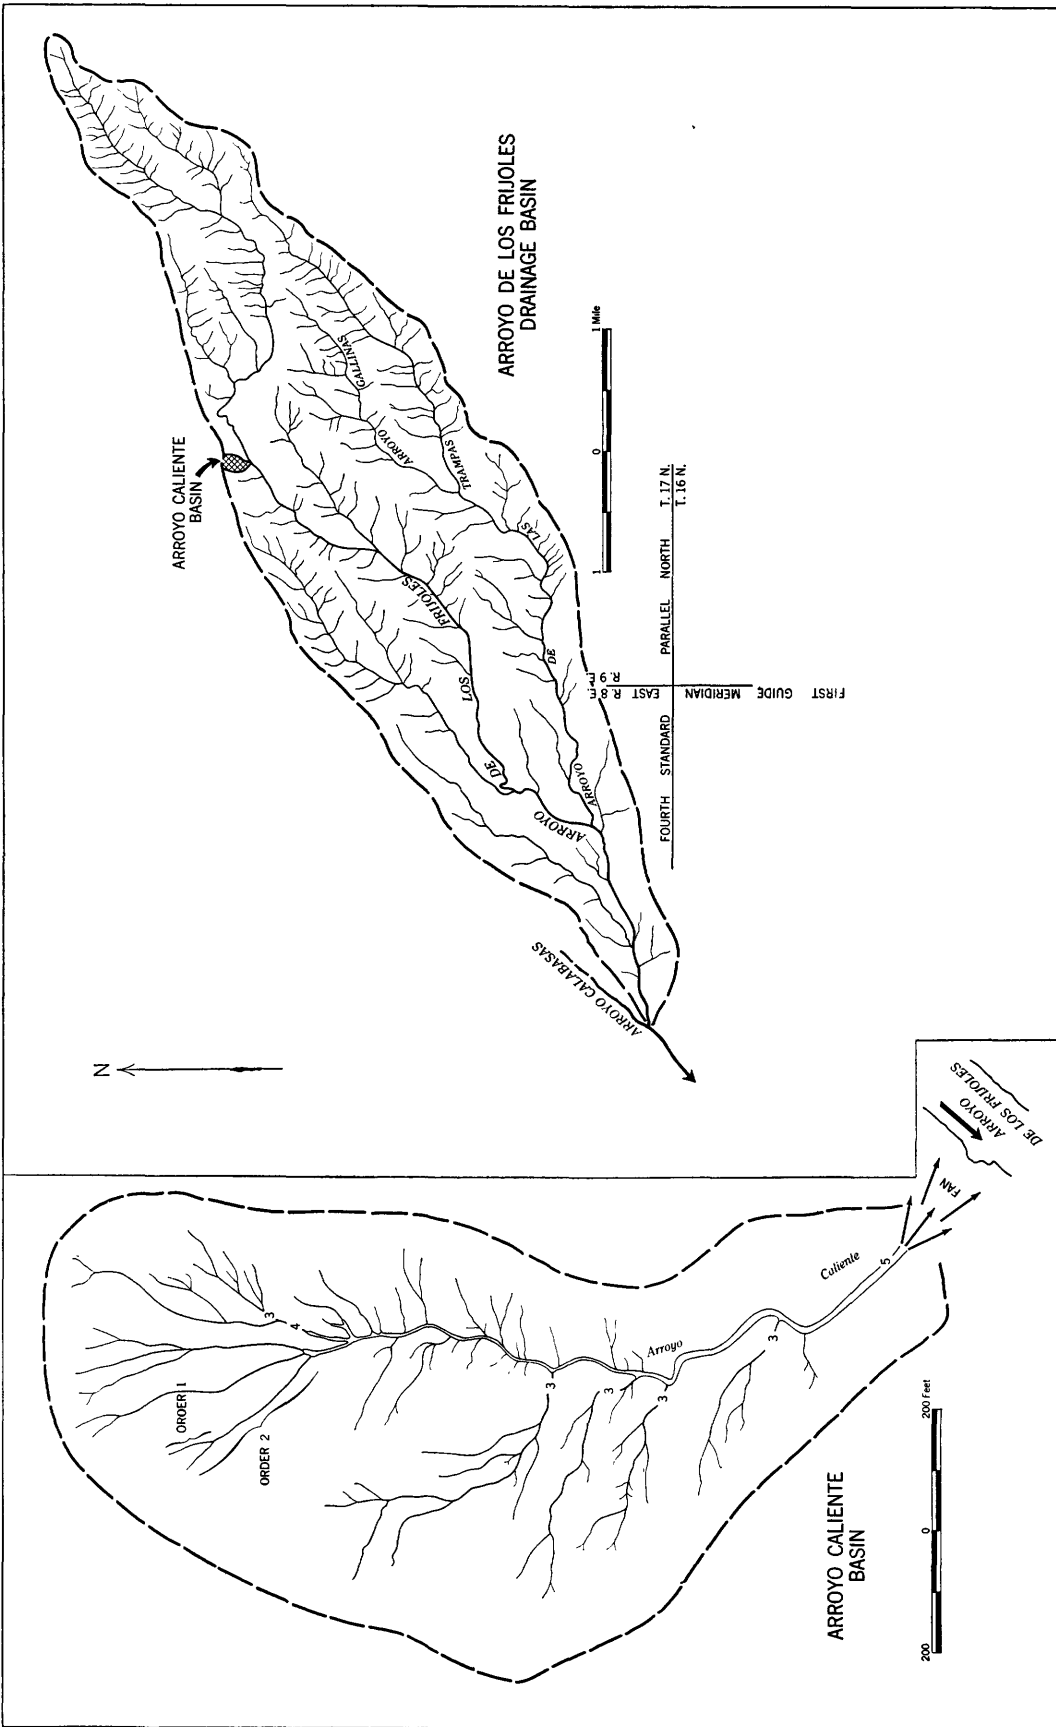 ARROYO DE LOS FRIJOLES
DRAINAGE BASIN
1 0 1 Mile
ARROYO CALIENTE
BASIN
GALLINAS
ARROYO
TRAMPAS
LAS
DE
ARROYO
FRIJOLES
LOS
DE
ARROYO
R. 8 E. R. 9 E.
FOURTH STANDARD PARALLEL NORTH T. 17 N.
T. 16 N.
FIRST GUIDE MERIDIAN EAST
ARROYO CALABASAS
N
ARROYO
DE LOS FRIJOLES
FAN
5
Caliente
Arroyo
3
4
3
3
3
3
ORDER 1
ORDER 2
ARROYO CALIENTE
BASIN
200 0 200 Feet